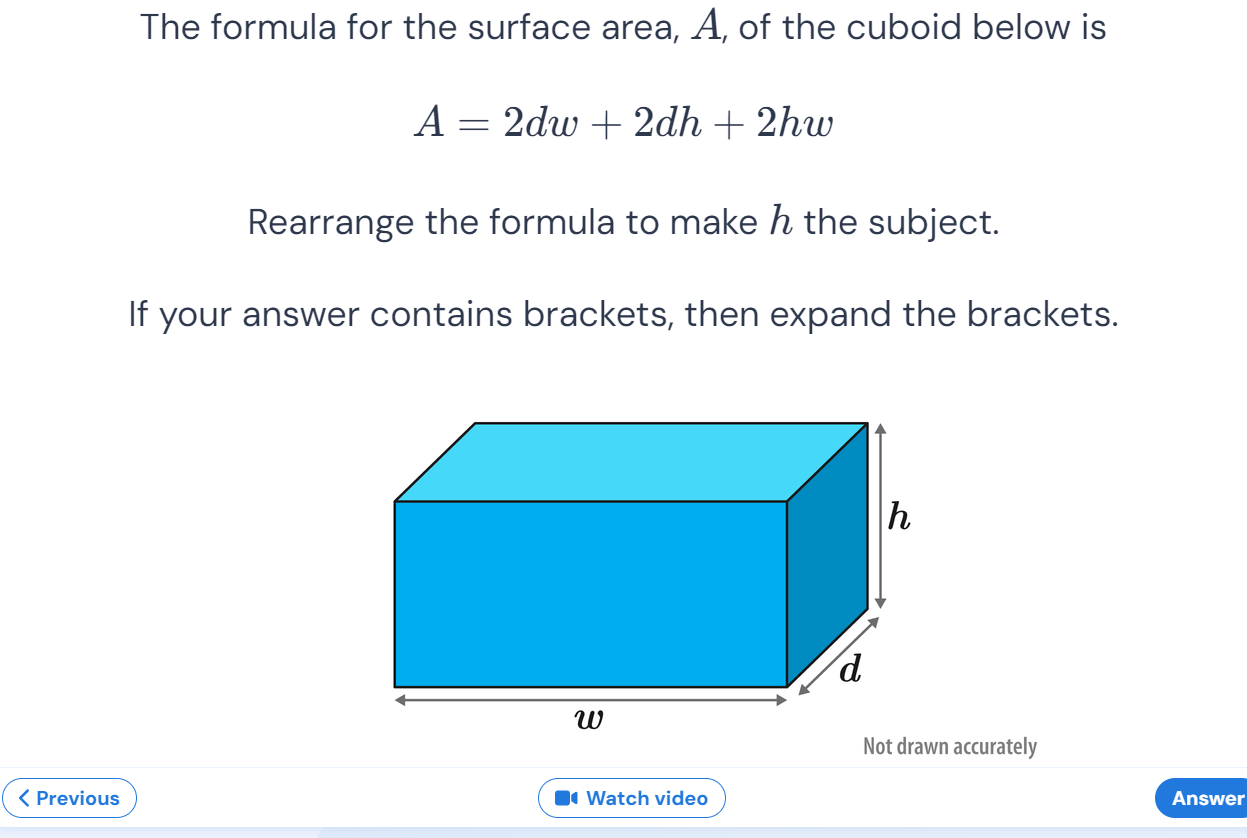 The formula for the surface area, A, of the cuboid below is
A = 2dw + 2dh + 2hw
Rearrange the formula to make h the subject.
If your answer contains brackets, then expand the brackets.
h
d
w
Not drawn accurately
Previous
Watch video
Answer